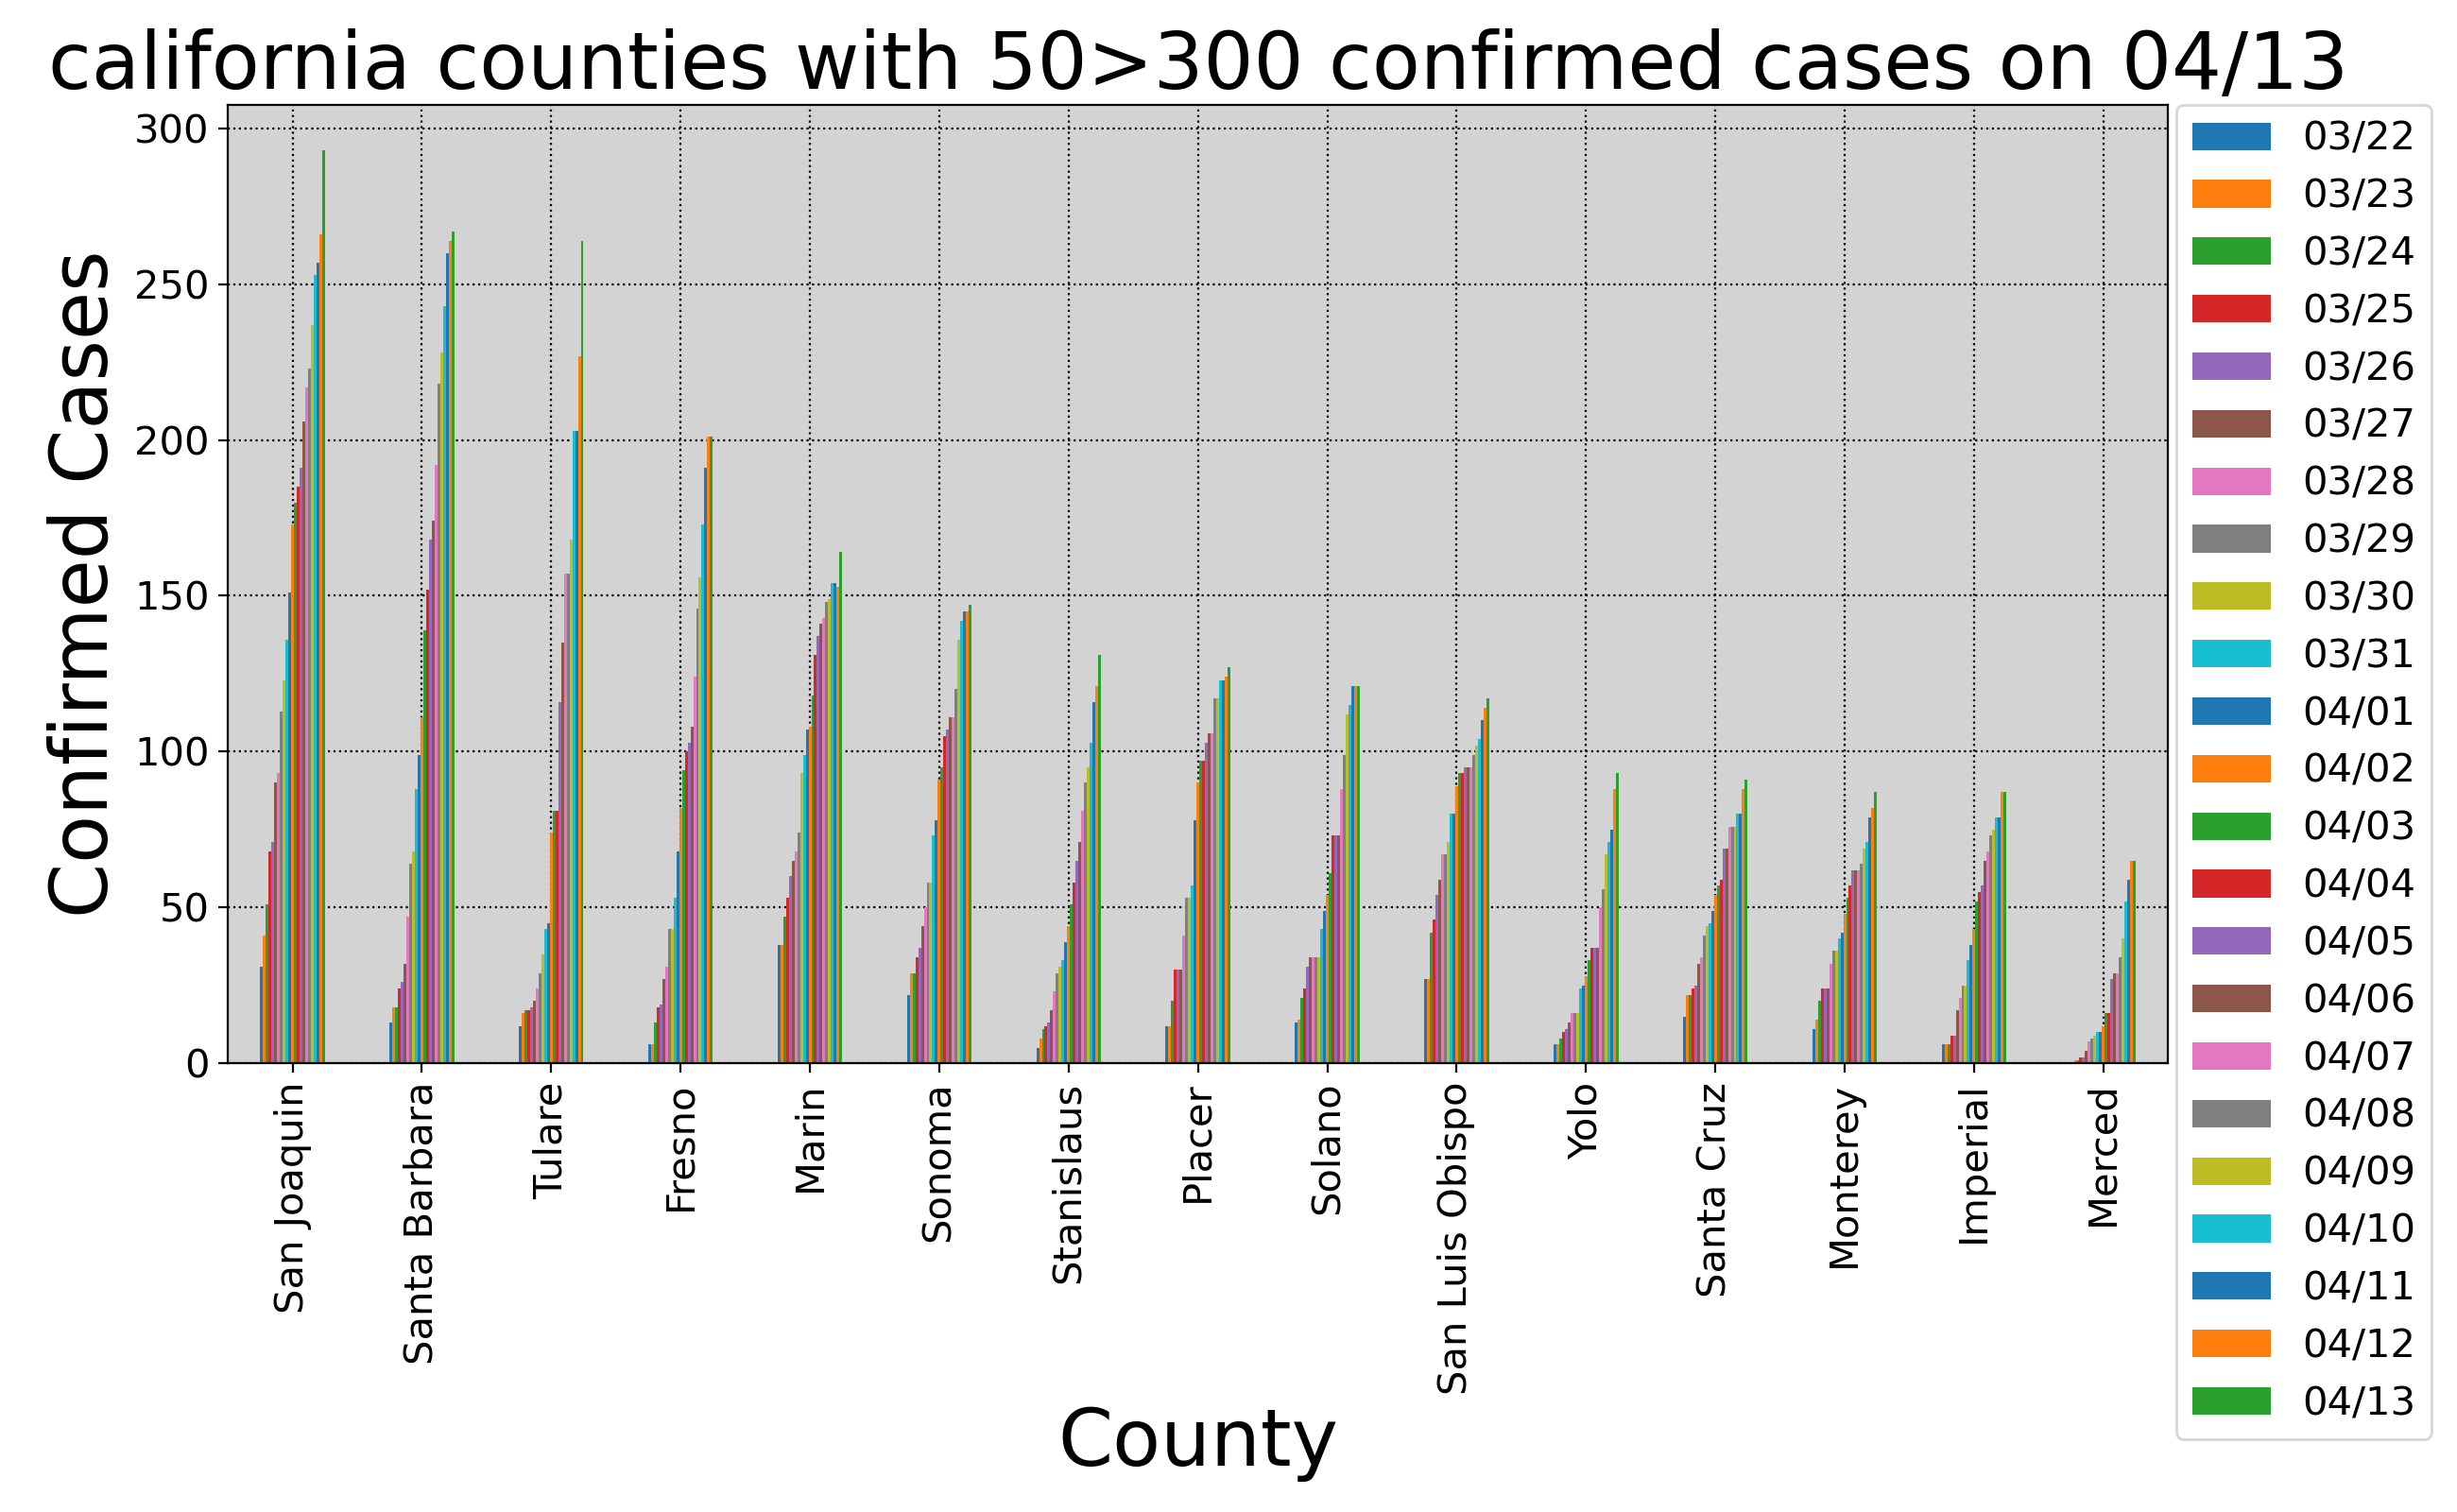 california counties with 50>300 confirmed cases on 04/13
Confirmed Cases
300
250
200
150
100
50
0
San Joaquin
Santa Barbara
Tulare
Fresno
Marin
Sonoma
Stanislaus
Placer
Solano
San Luis Obispo
Yolo
Santa Cruz
Monterey
Imperial
Merced
County
03/22
03/23
03/24
03/25
03/26
03/27
03/28
03/29
03/30
03/31
04/01
04/02
04/03
04/04
04/05
04/06
04/07
04/08
04/09
04/10
04/11
04/12
04/13